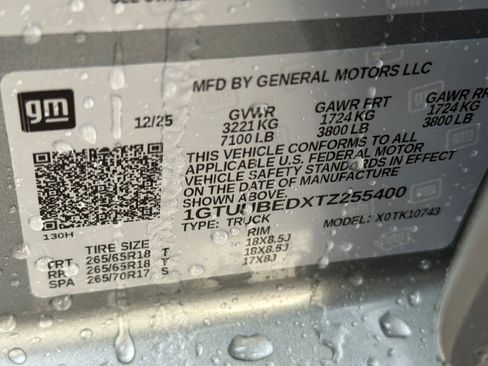 gm
MFD BY GENERAL MOTORS LLC
12/25
GVWR GAWR FRT GAWR RR
3221 KG 1724 KG 1724 KG
7100 LB 3800 LB 3800 LB
THIS VEHICLE CONFORMS TO ALL
APPLICABLE U.S. FEDERAL MOTOR
VEHICLE SAFETY STANDARDS IN EFFECT
ON THE DATE OF MANUFACTURE
SHOWN ABOVE.
TYPE: TRUCK MODEL: X0TK10743
130H
TIRE SIZE RIM
FRT 265/65R18 T 18X8.5J
RR 265/65R18 T 18X8.5J
SPA 265/70R17 S 17X8J